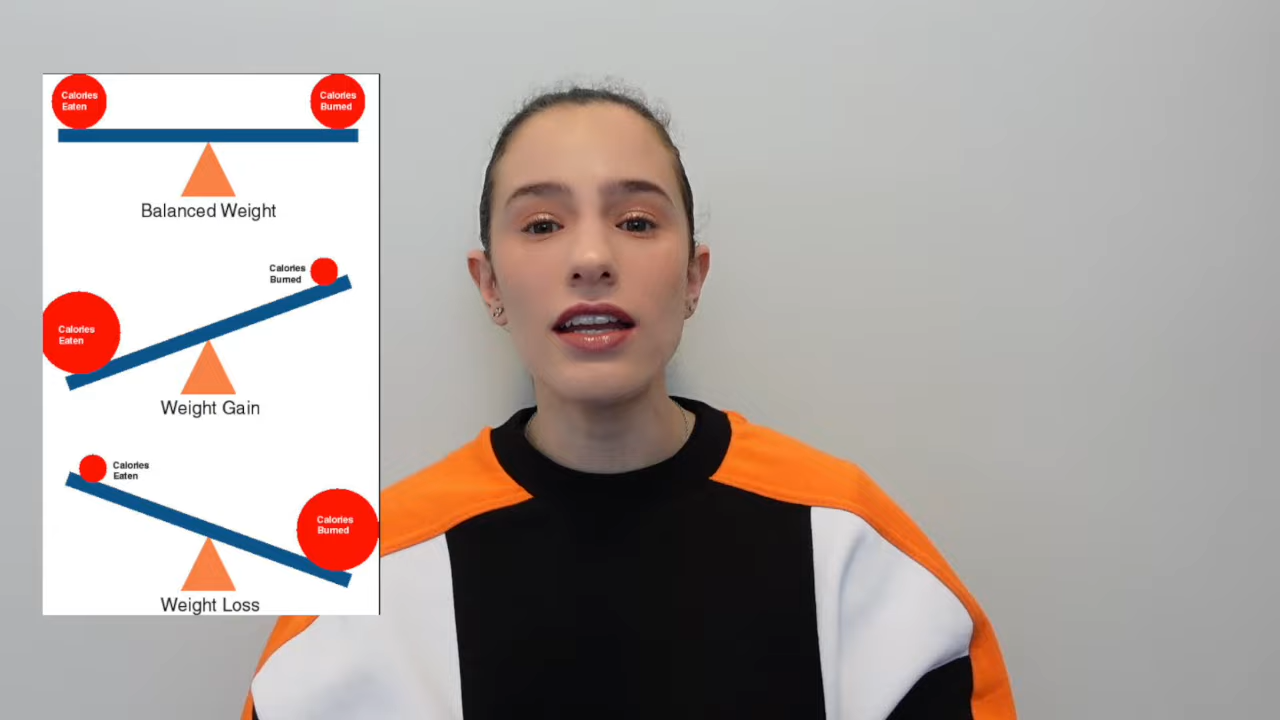 Calories
Eaten
Calories
Burned
Balanced Weight
Calories
Burned
Calories
Eaten
Weight Gain
Calories
Eaten
Calories
Burned
Weight Loss